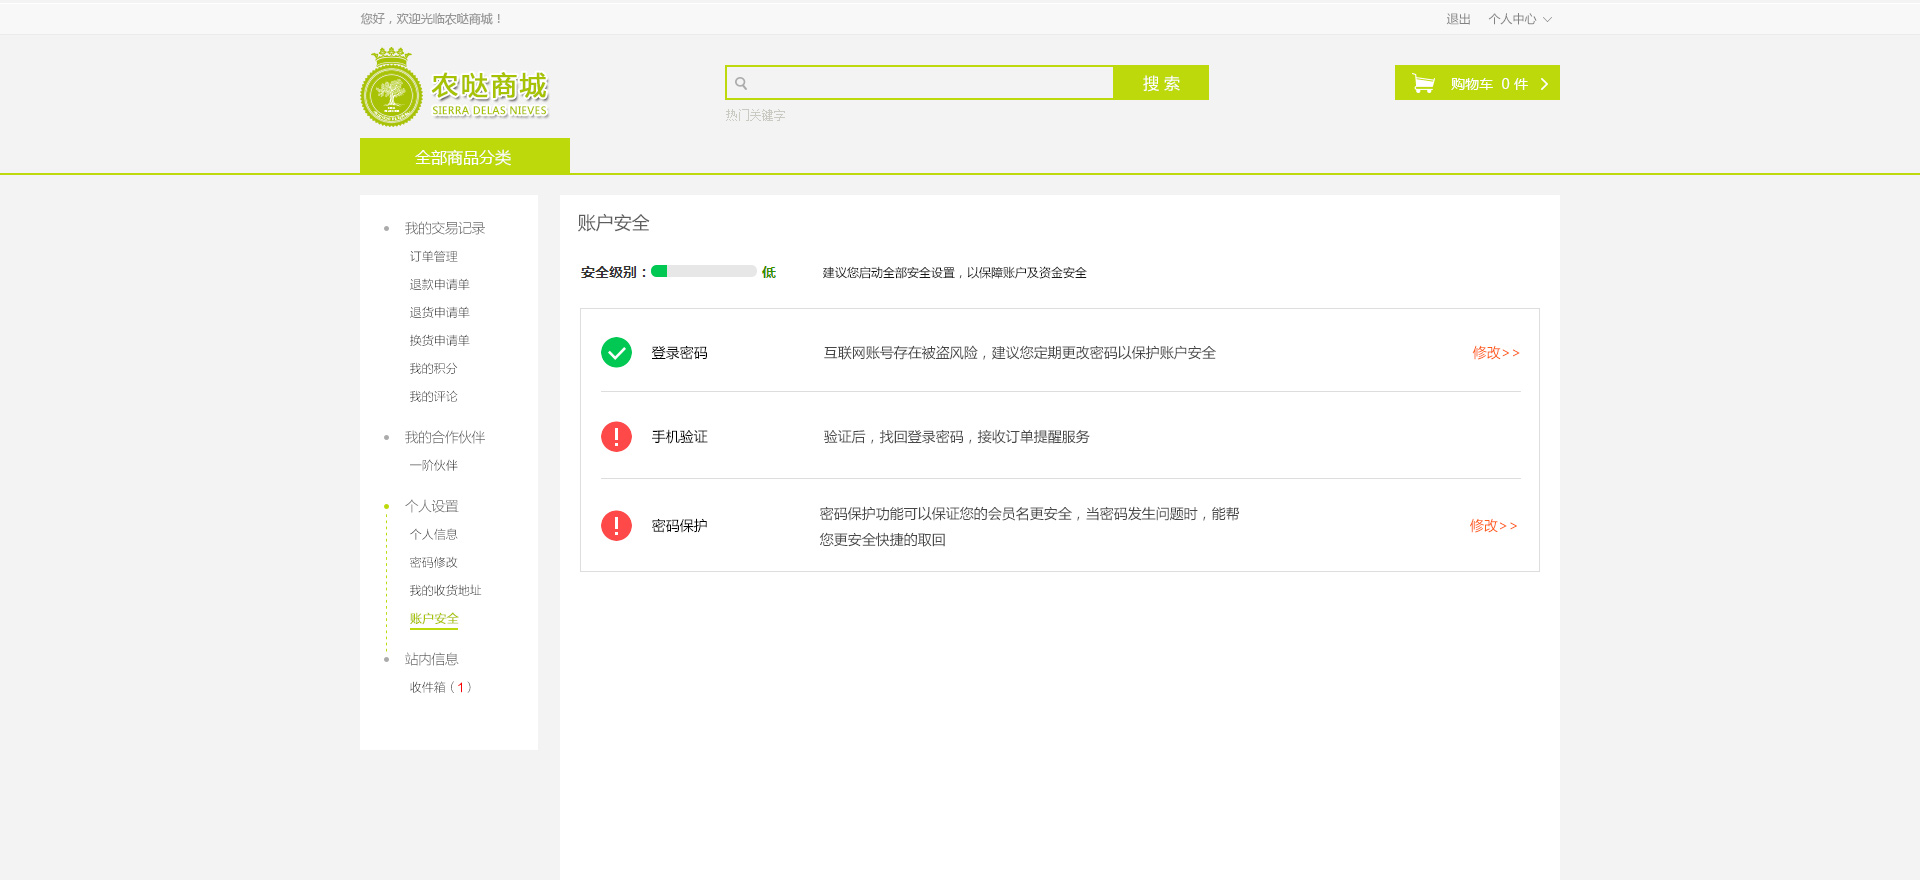 您好，欢迎光临农哒商城！
退出 个人中心
农哒商城
SIERRA DELAS NIEVES
搜索
购物车 0 件
热门关键字
全部商品分类
我的交易记录
订单管理
退款申请单
退货申请单
换货申请单
我的积分
我的评论
我的合作伙伴
一阶伙伴
个人设置
个人信息
密码修改
我的收货地址
账户安全
站内信息
收件箱（1）
账户安全
安全级别： 低 建议您启动全部安全设置，以保障账户及资金安全
登录密码 互联网账号存在被盗风险，建议您定期更改密码以保护账户安全 修改>>
手机验证 验证后，找回登录密码，接收订单提醒服务
密码保护 密码保护功能可以保证您的会员名更安全，当密码发生问题时，能帮
您更安全快捷的取回 修改>>